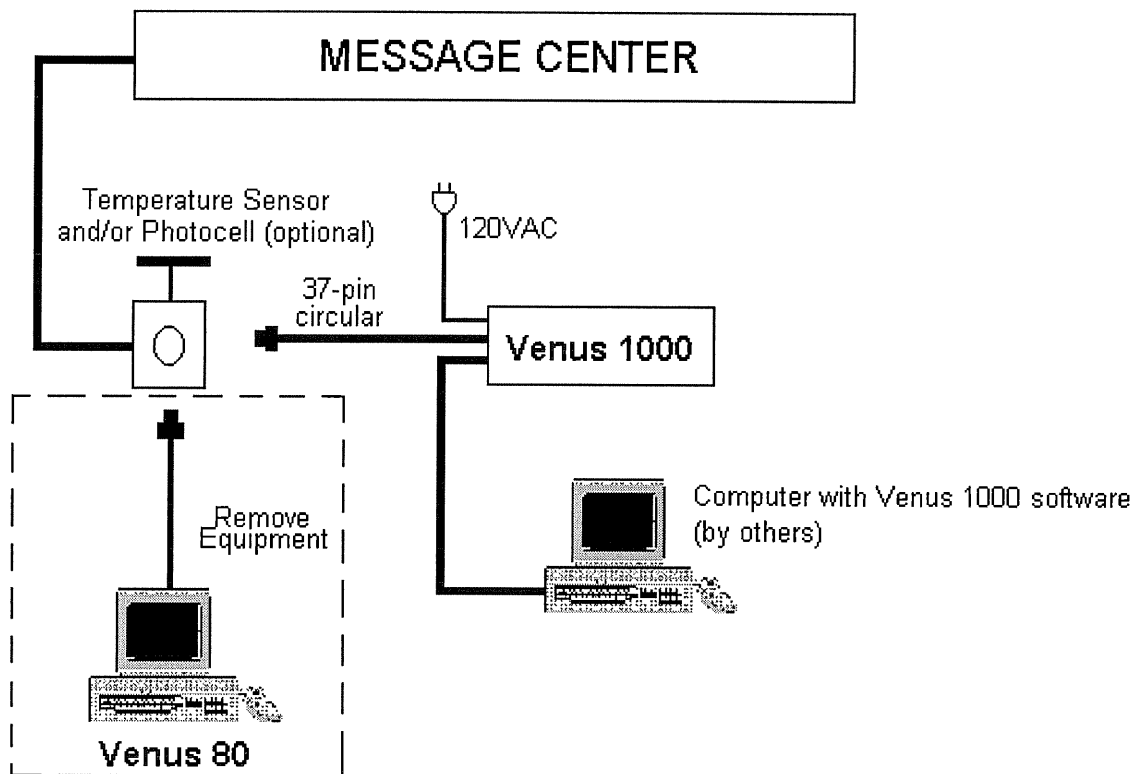 MESSAGE CENTER
Temperature Sensor
and/or Photocell (optional)
120VAC
37-pin
circular
Venus 1000
Computer with Venus 1000 software
(by others)
Remove
Equipment
Venus 80